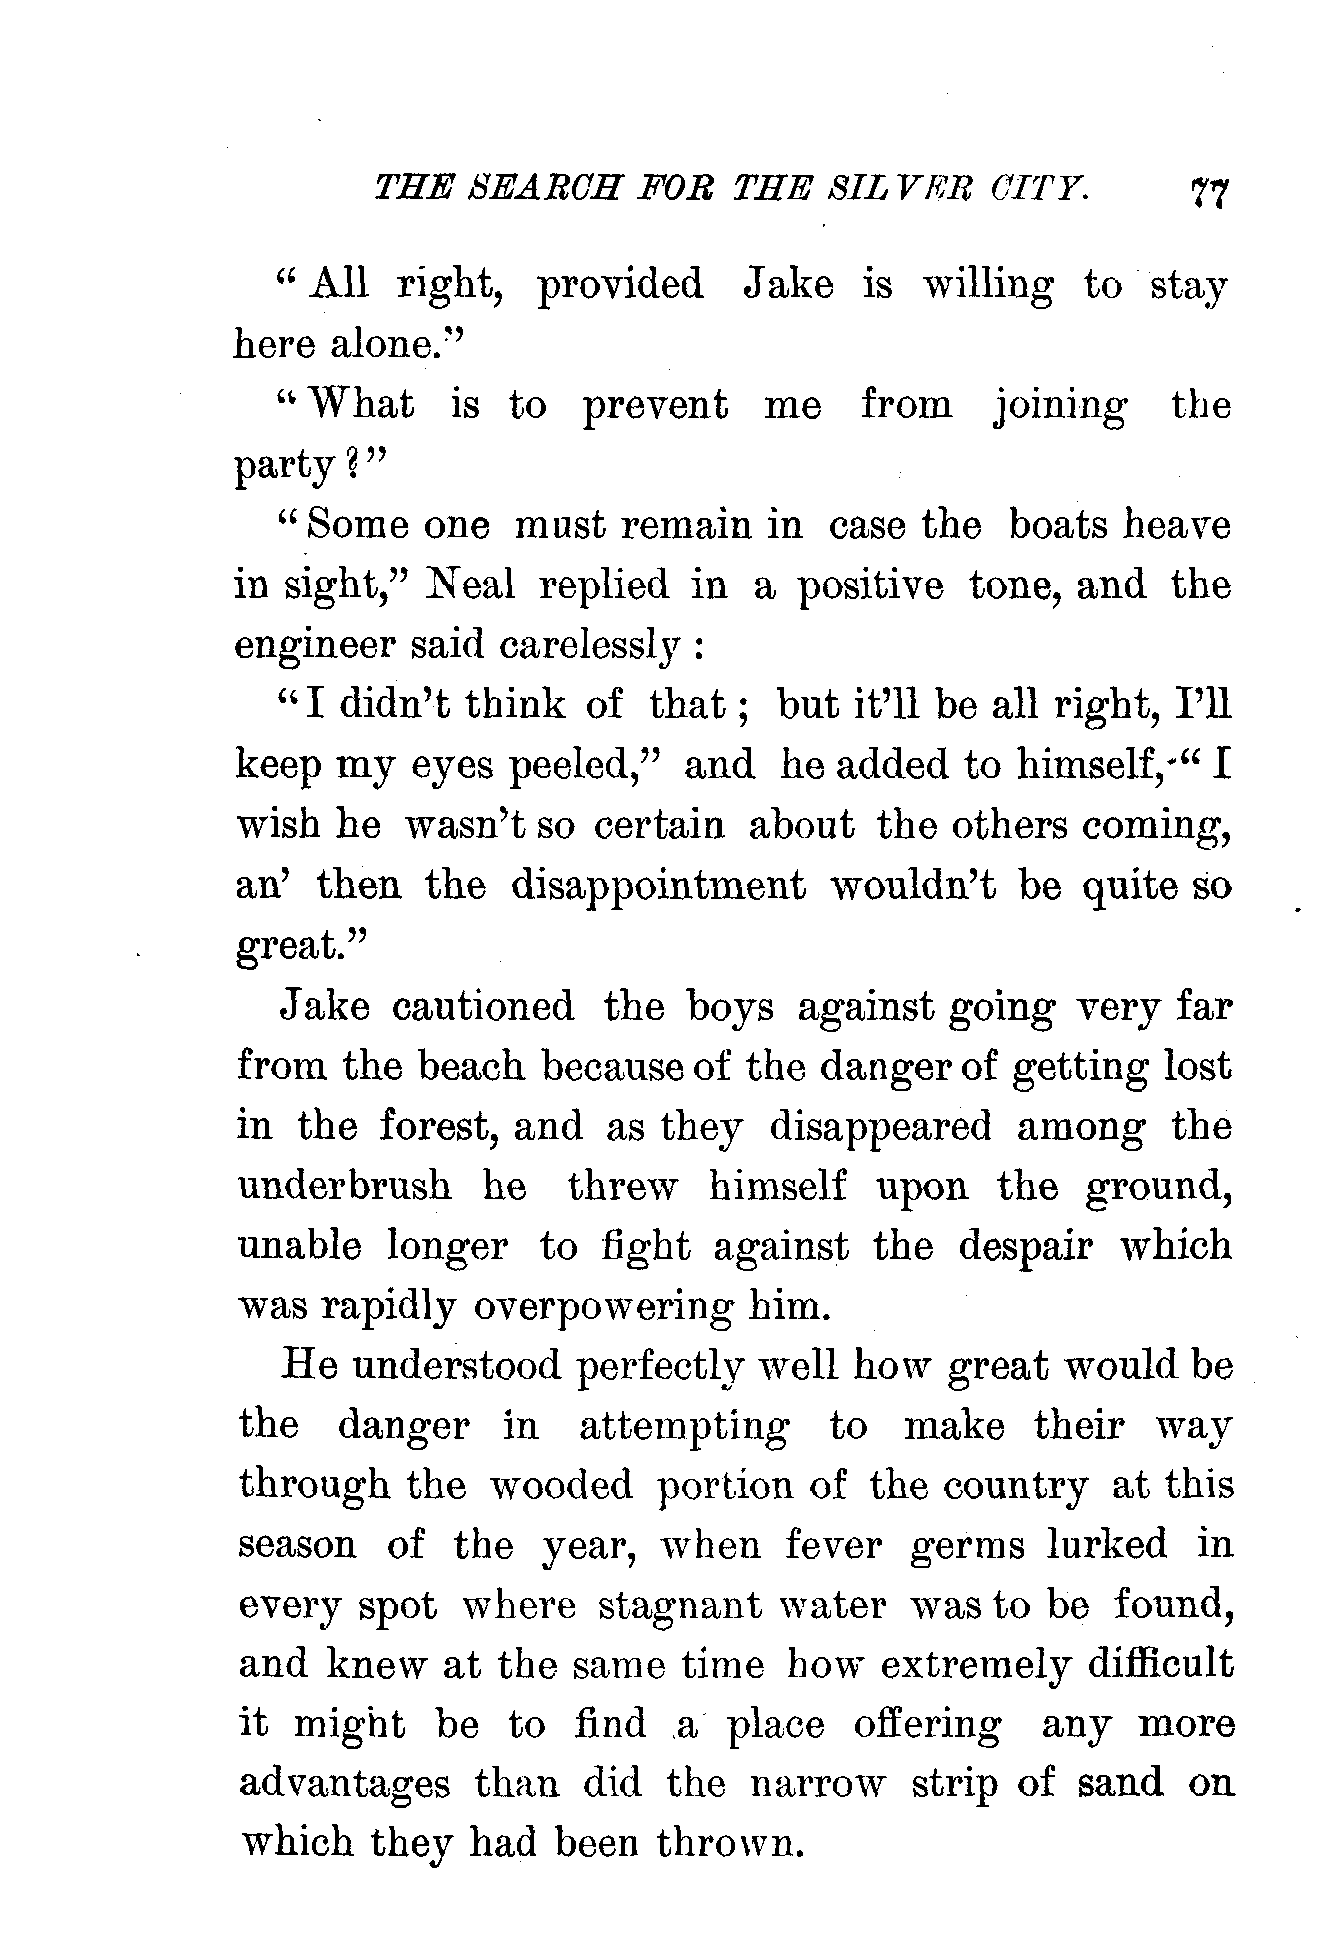 THE SEARCH FOR THE SILVER CITY. 77
“ All right, provided Jake is willing to stay
here alone.”
“ What is to prevent me from joining the
party ? ”
“ Some one must remain in case the boats heave
in sight,” Neal replied in a positive tone, and the
engineer said carelessly :
“ I didn’t think of that ; but it’ll be all right, I’ll
keep my eyes peeled,” and he added to himself, “ I
wish he wasn’t so certain about the others coming,
an’ then the disappointment wouldn’t be quite so
great.”
Jake cautioned the boys against going very far
from the beach because of the danger of getting lost
in the forest, and as they disappeared among the
underbrush he threw himself upon the ground,
unable longer to fight against the despair which
was rapidly overpowering him.
He understood perfectly well how great would be
the danger in attempting to make their way
through the wooded portion of the country at this
season of the year, when fever germs lurked in
every spot where stagnant water was to be found,
and knew at the same time how extremely difficult
it might be to find a place offering any more
advantages than did the narrow strip of sand on
which they had been thrown.